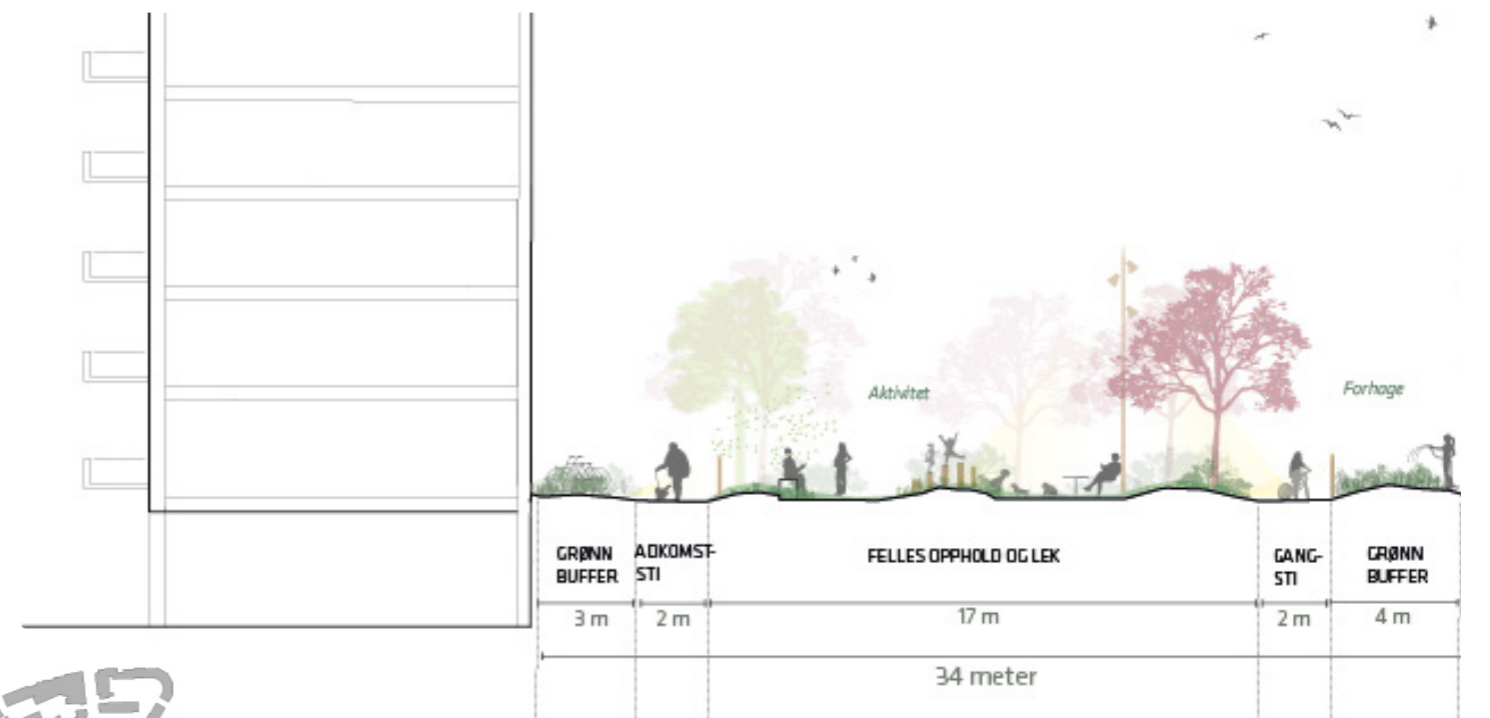 Aktivitet
Forhage
GRØNN
BUFFER
ADKOMST-
STI
FELLES OPPHOLD OG LEK
GANG-
STI
GRØNN
BUFFER
3 m
2 m
17 m
2 m
4 m
34 meter